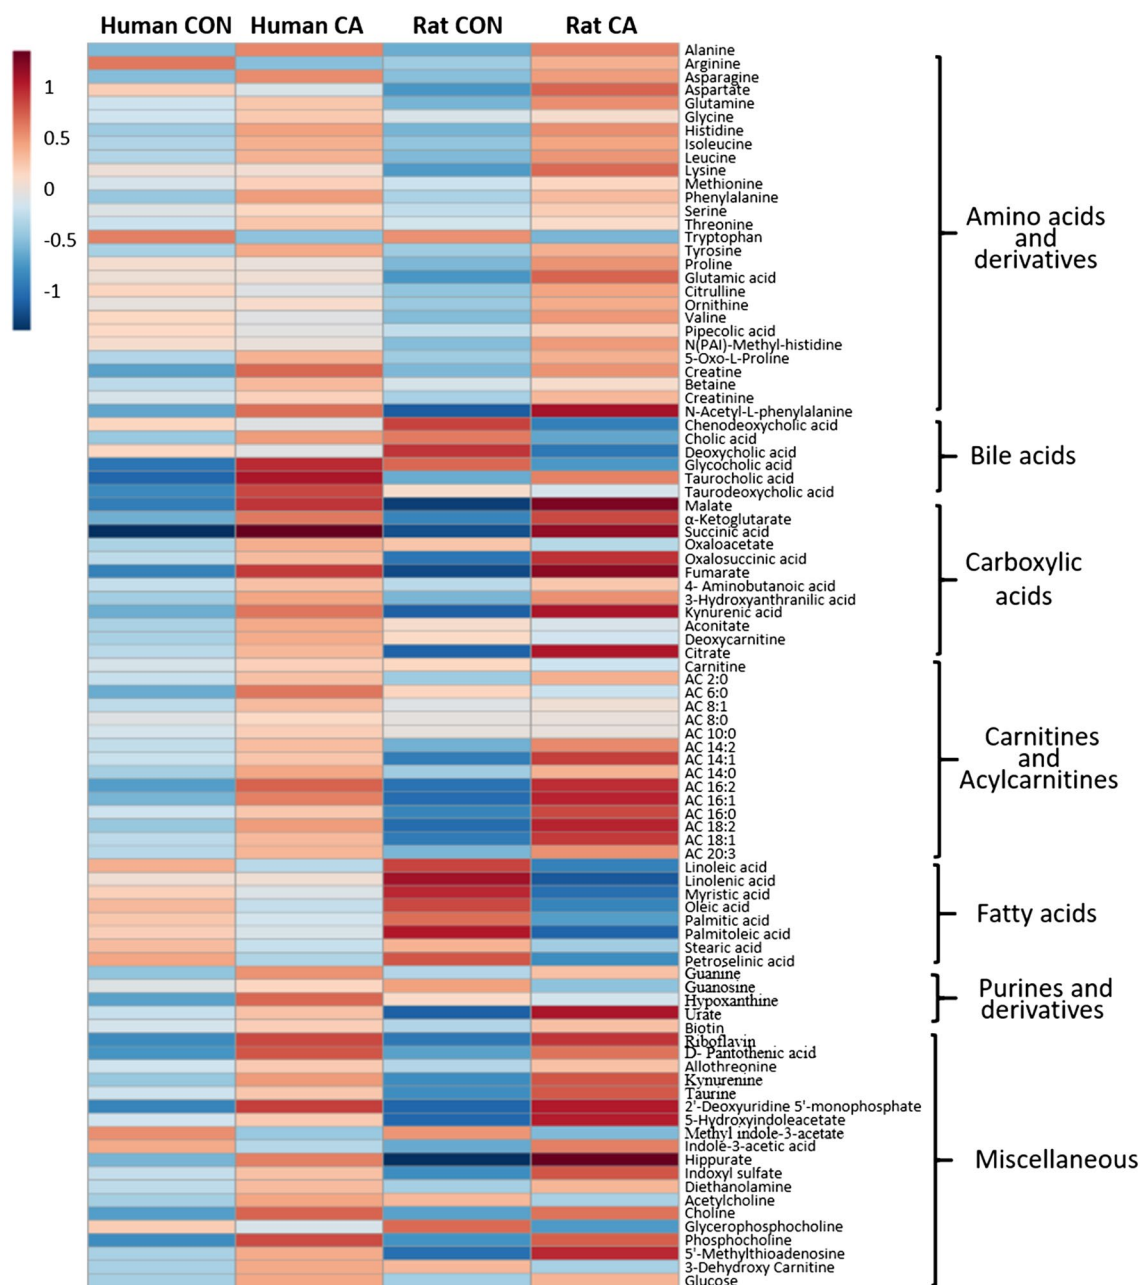 Human CON Human CA Rat CON Rat CA
1
0.5
0
-0.5
-1
Alanine
Arginine
Asparagine
Aspartate
Glutamine
Glycine
Histidine
Isoleucine
Leucine
Lysine
Methionine
Phenylalanine
Serine
Threonine
Tryptophan
Tyrosine
Proline
Glutamic acid
Citrulline
Ornithine
Valine
Pipecolic acid
N(PAI)-Methyl-histidine
5-Oxo-L-Proline
Creatine
Betaine
Creatinine
N-Acetyl-L-phenylalanine
Chenodeoxycholic acid
Cholic acid
Deoxycholic acid
Glycocholic acid
Taurocholic acid
Taurodeoxycholic acid
Malate
α-Ketoglutarate
Succinic acid
Oxaloacetate
Oxalosuccinic acid
Fumarate
4- Aminobutanoic acid
3-Hydroxyanthranilic acid
Kynurenic acid
Aconitate
Deoxycarnitine
Citrate
Carnitine
AC 2:0
AC 6:0
AC 8:1
AC 8:0
AC 10:0
AC 14:2
AC 14:1
AC 14:0
AC 16:2
AC 16:1
AC 16:0
AC 18:2
AC 18:1
AC 20:3
Linoleic acid
Linolenic acid
Myristic acid
Oleic acid
Palmitic acid
Palmitoleic acid
Stearic acid
Petroselinic acid
Guanine
Guanosine
Hypoxanthine
Urate
Biotin
Riboflavin
D- Pantothenic acid
Allothreonine
Kynurenine
Taurine
2'-Deoxyuridine 5'-monophosphate
5-Hydroxyindoleacetate
Methyl indole-3-acetate
Indole-3-acetic acid
Hippurate
Indoxyl sulfate
Diethanolamine
Acetylcholine
Choline
Glycerophosphocholine
Phosphocholine
5'-Methylthioadenosine
3-Dehydroxy Carnitine
Glucose
Amino acids
and
derivatives
Bile acids
Carboxylic
acids
Carnitines
and
Acylcarnitines
Fatty acids
Purines and
derivatives
Miscellaneous